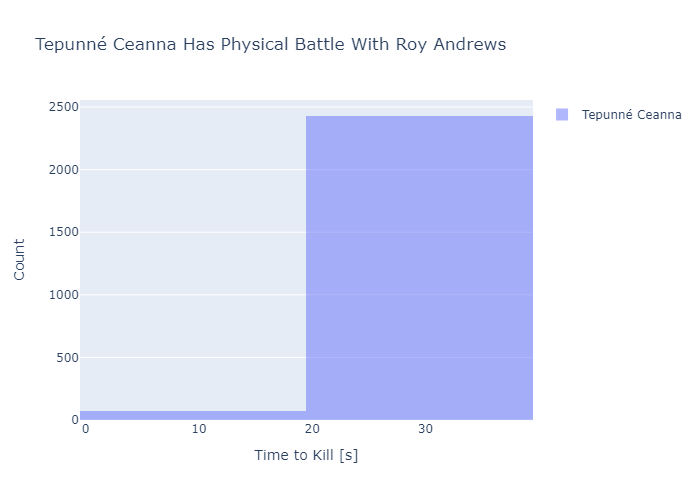 Tepunné Ceanna Has Physical Battle With Roy Andrews
2500
2000
1500
1000
500
0
Count
0 10 20 30
Time to Kill [s]
Tepunné Ceanna